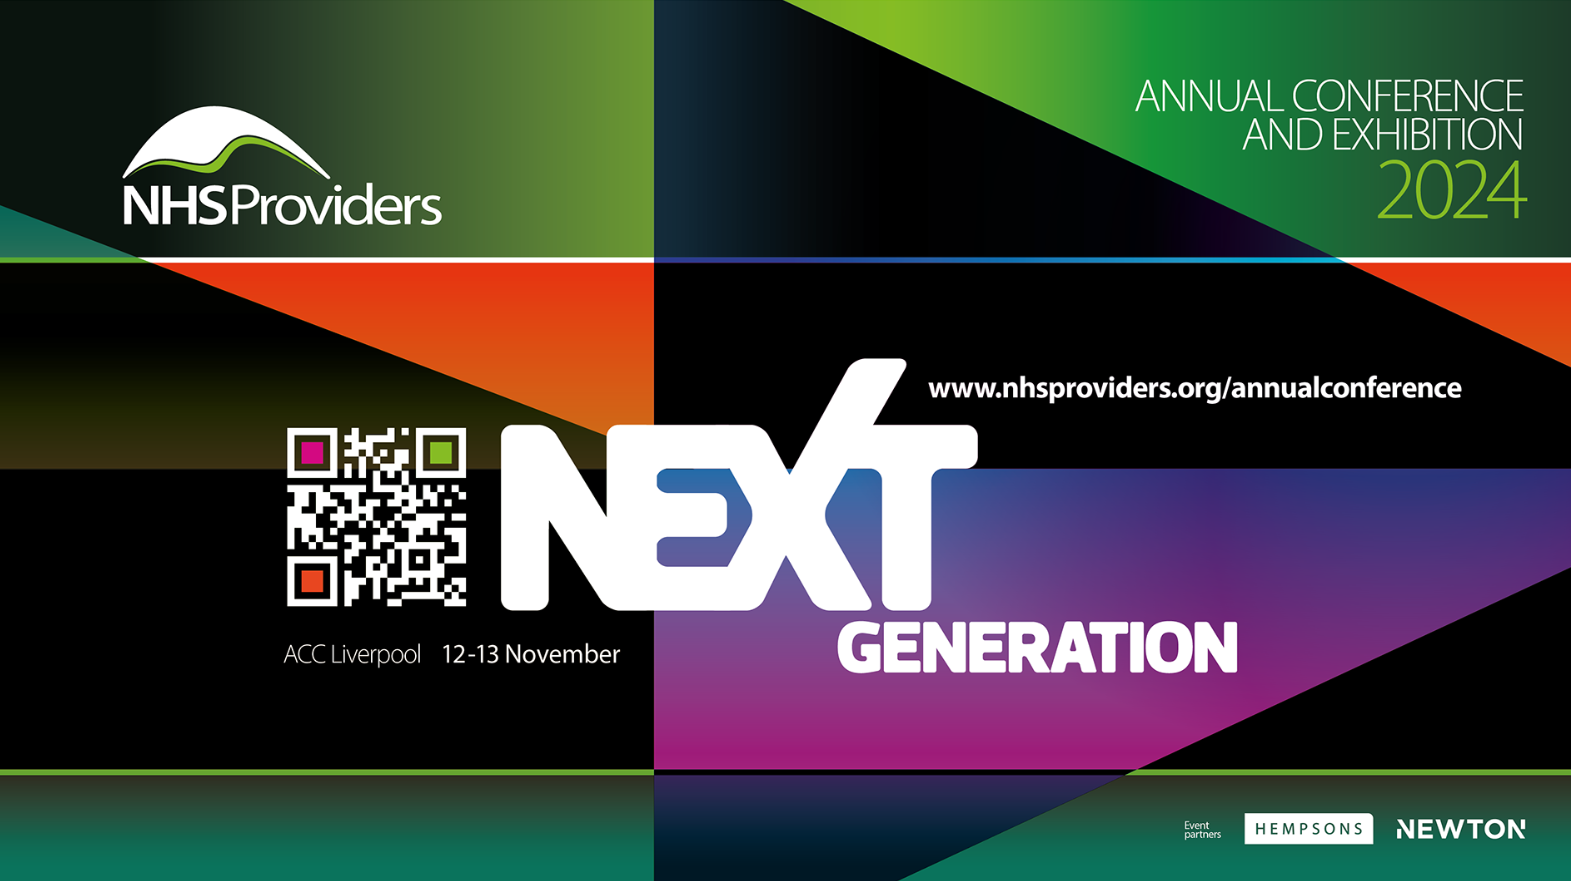 NHSProviders
ANNUAL CONFERENCE
AND EXHIBITION
2024
www.nhsproviders.org/annualconference
NEXT
GENERATION
ACC Liverpool 12-13 November
Event
partners
HEMPSONS
NEWTON